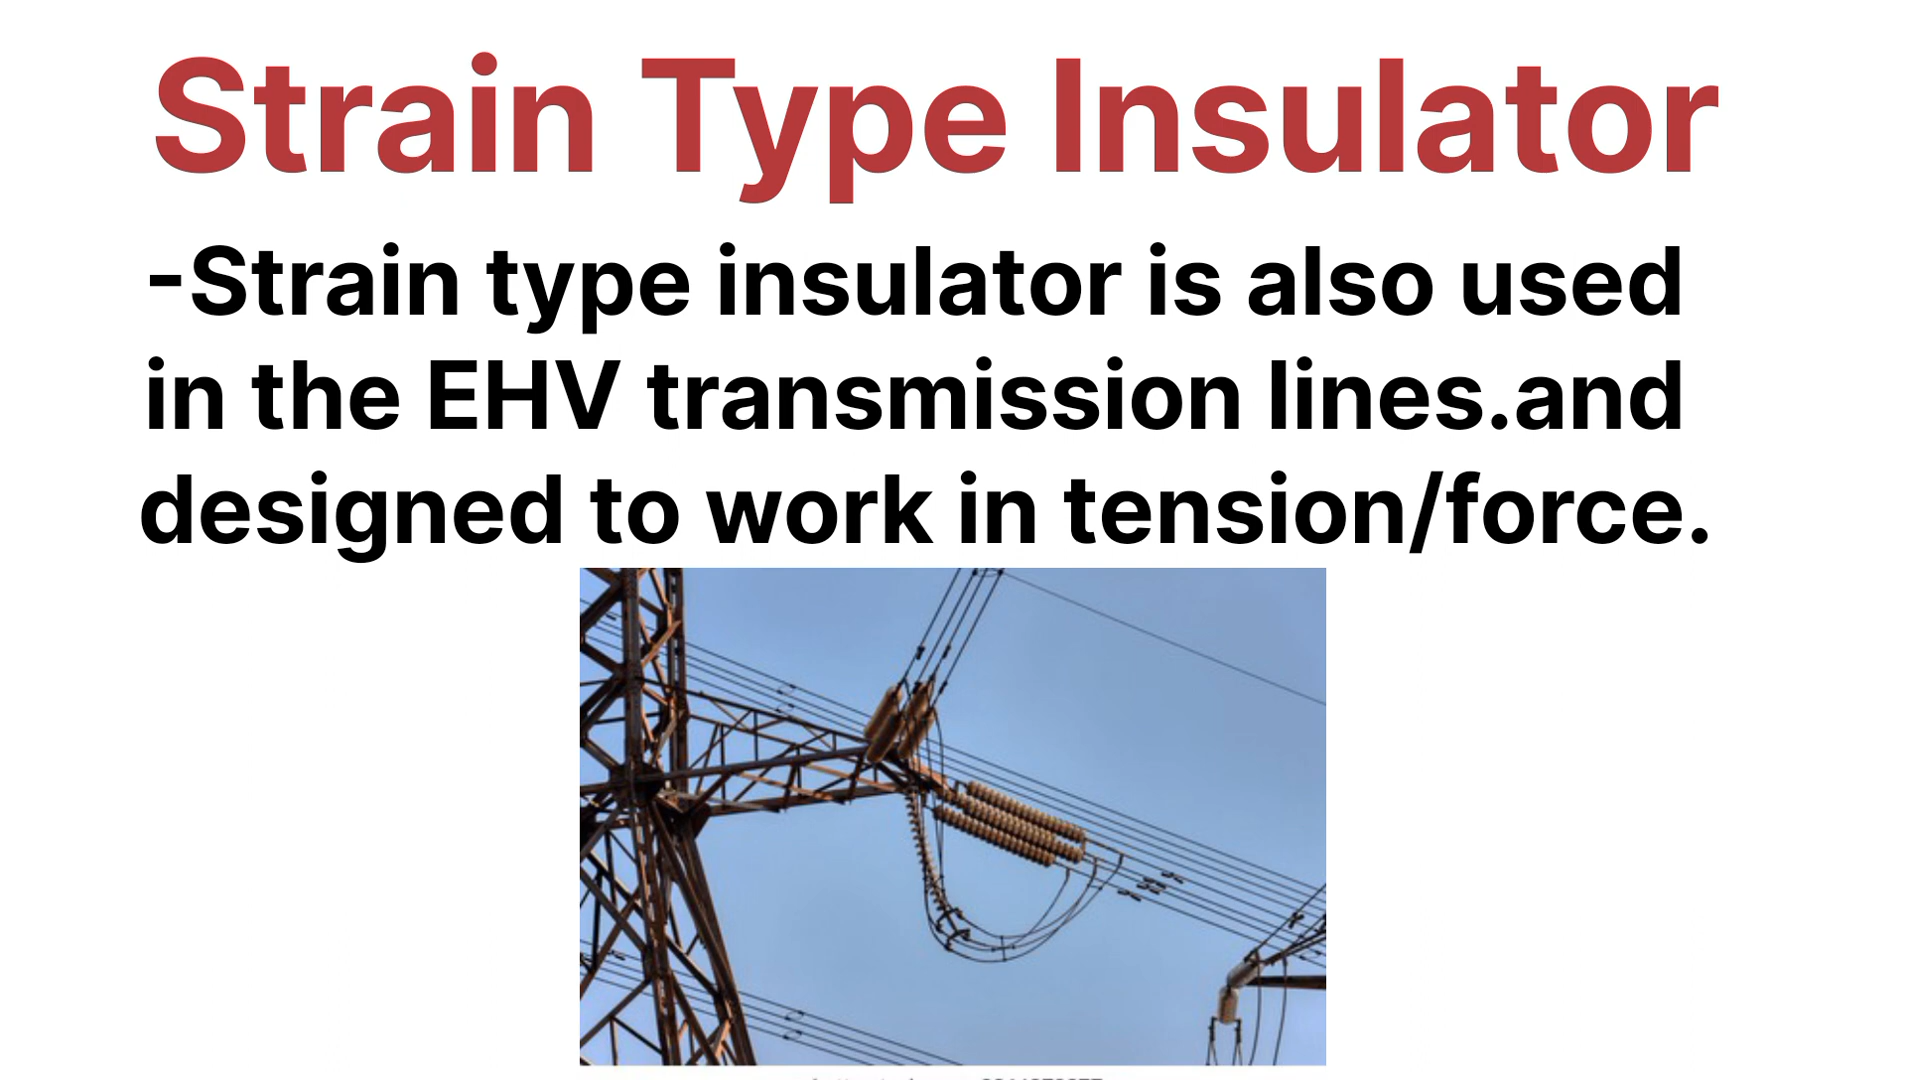 Strain Type Insulator
-Strain type insulator is also used
in the EHV transmission lines.and
designed to work in tension/force.